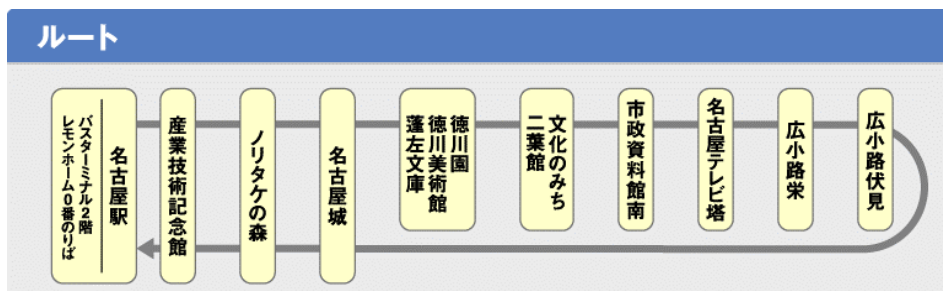 ルート
名古屋駅
バスターミナル2階
レモンホーム0番のりば
産業技術記念館
ノリタケの森
名古屋城
徳川園
徳川美術館
蓬左文庫
文化のみち
二葉館
市政資料館南
名古屋テレビ塔
広小路栄
広小路伏見